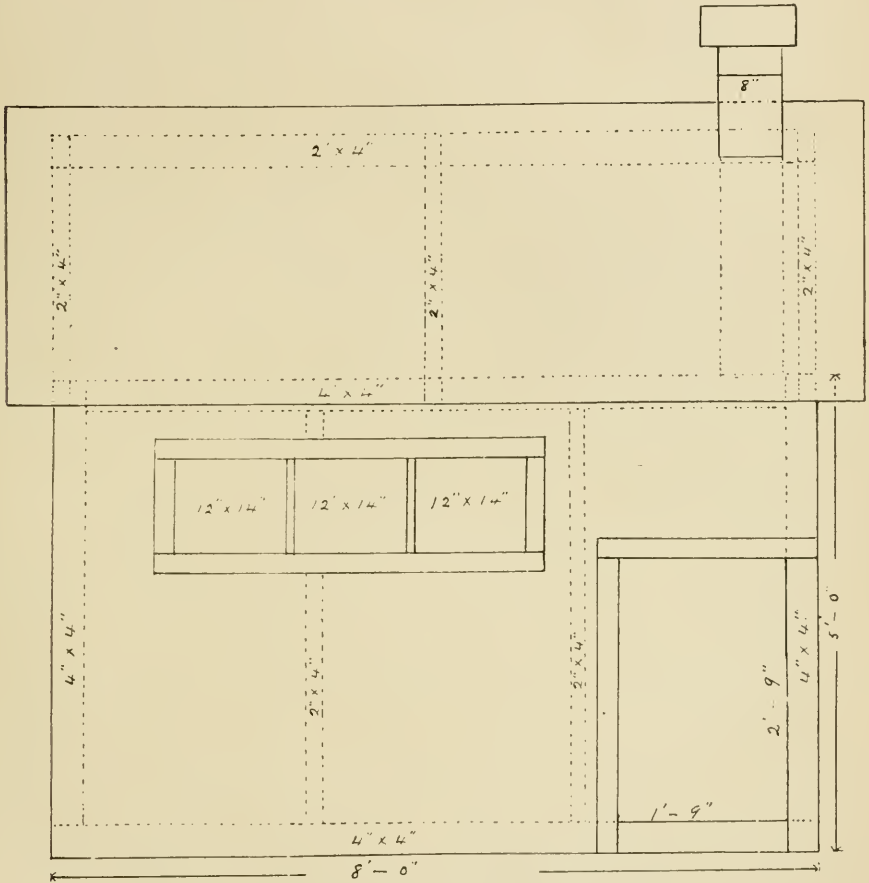 8"
2' x 4"
2" x 4"
2" x 4"
2" x 4"
4' x 4"
12" x 14"
12' x 14"
12" x 14"
4" x 4"
2" x 4"
2" x 4"
2' - 9"
4" x 4"
5' - 0"
1' - 9"
4" x 4"
8' - 0"